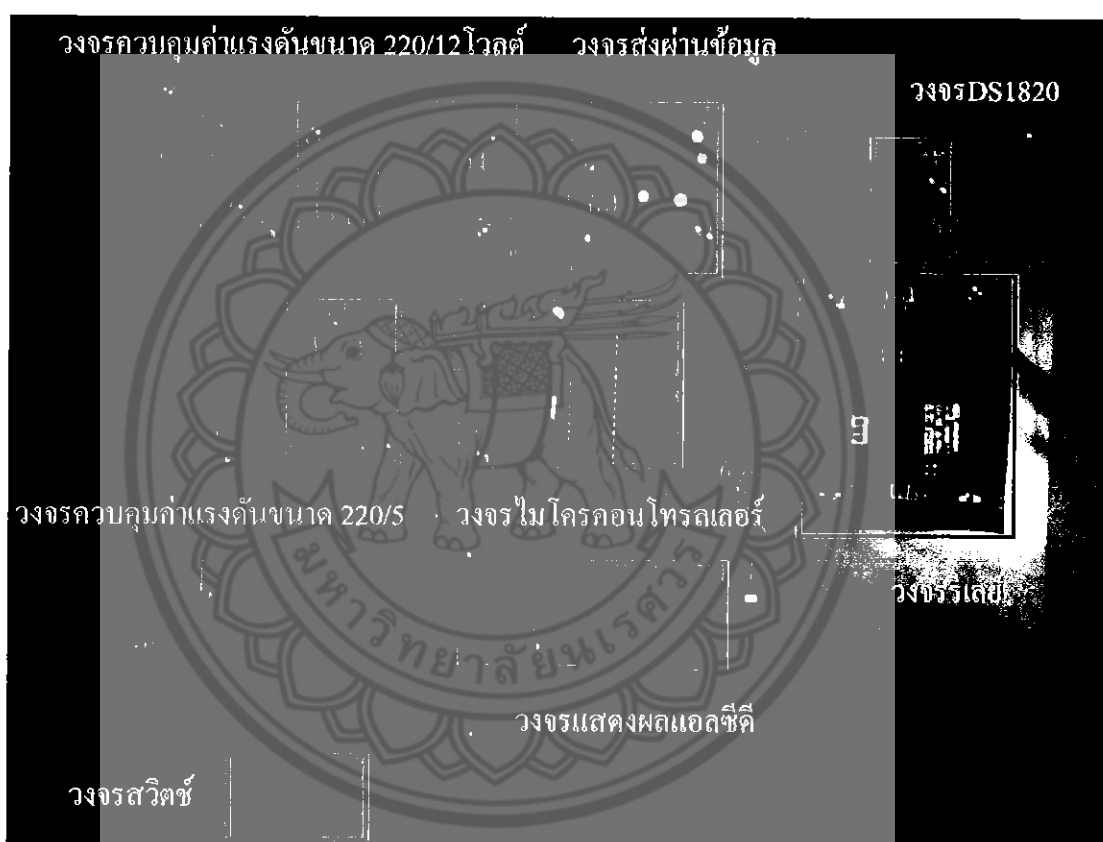 วงจรควบคุมค่าแรงดันขนาด 220/12โวลต์ วงจรส่งผ่านข้อมูล
วงจรDS1820
วงจรควบคุมค่าแรงดันขนาด 220/5 วงจรไมโครคอนโทรลเลอร์
วงจรรีเลย์
มหาวิทยาลัยนเรศวร
วงจรแสดงผลแอลซีดี
วงจรสวิตช์